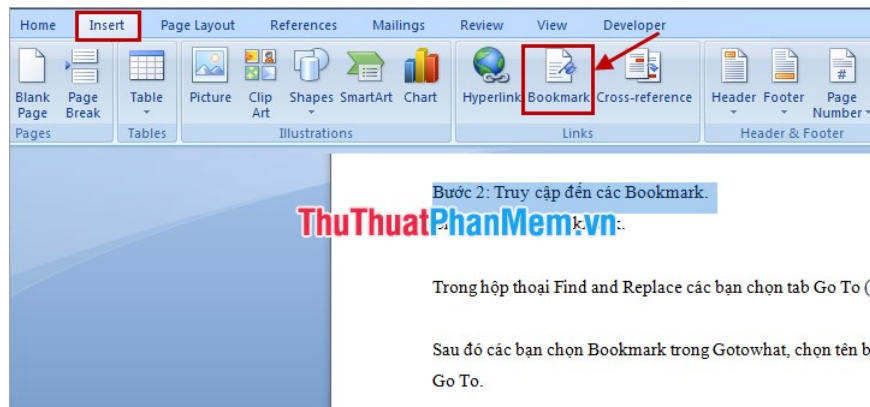 Home Insert Page Layout References Mailings Review View Developer
Blank Page Page Break Table Picture Clip Art Shapes SmartArt Chart Hyperlink Bookmark Cross-reference Header Footer Page Number
Pages Tables Illustrations Links Header & Footer
Bước 2: Truy cập đến các Bookmark.
ThuThuatPhanMem.vn
Trong hộp thoại Find and Replace các bạn chọn tab Go To (
Sau đó các bạn chọn Bookmark trong Gotowhat, chọn tên b
Go To.